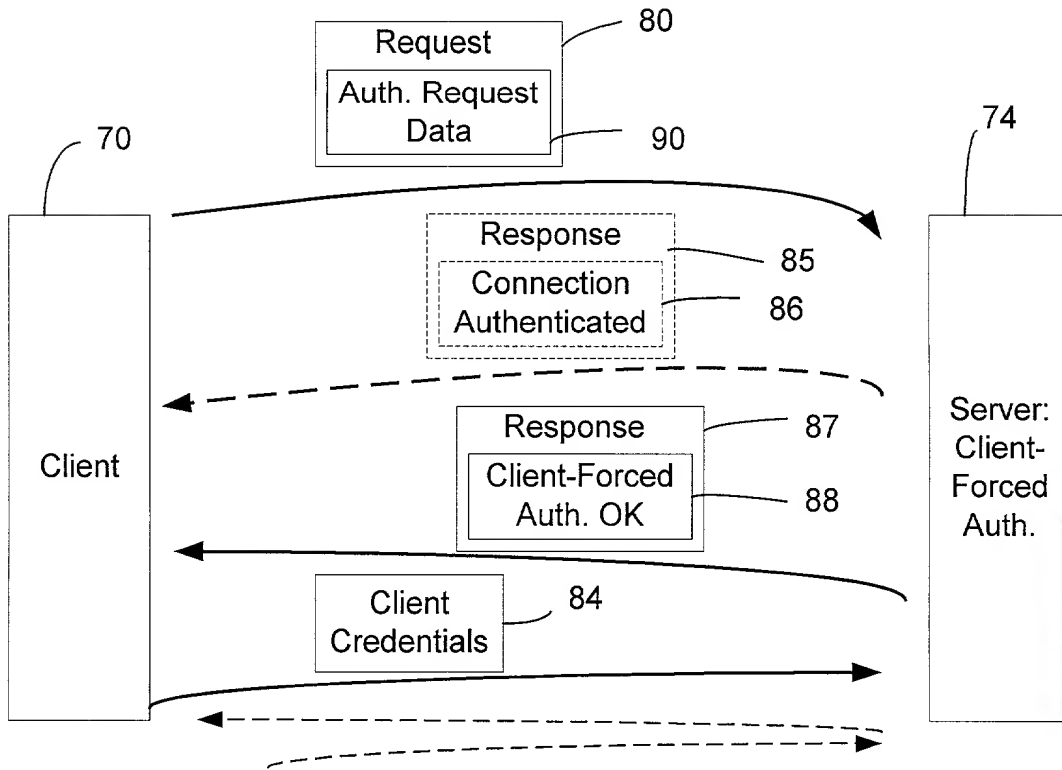 80
Request
Auth. Request
Data
90
70
74
Response
85
Connection
Authenticated
86
Response
87
Client-Forced
Auth. OK
88
Client
Server:
Client-
Forced
Auth.
Client
Credentials
84